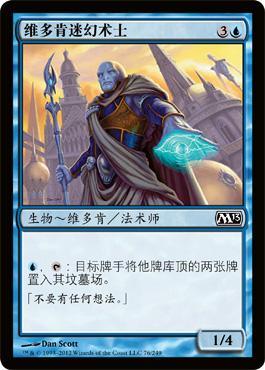 维多肯迷幻术士 3
生物～维多肯／法术师 M13
，：目标牌手将他牌库顶的两张牌
置入其坟墓场。
「不要有任何想法。」
Dan Scott
™ & © 1993–2012 Wizards of the Coast LLC 76/249
1/4